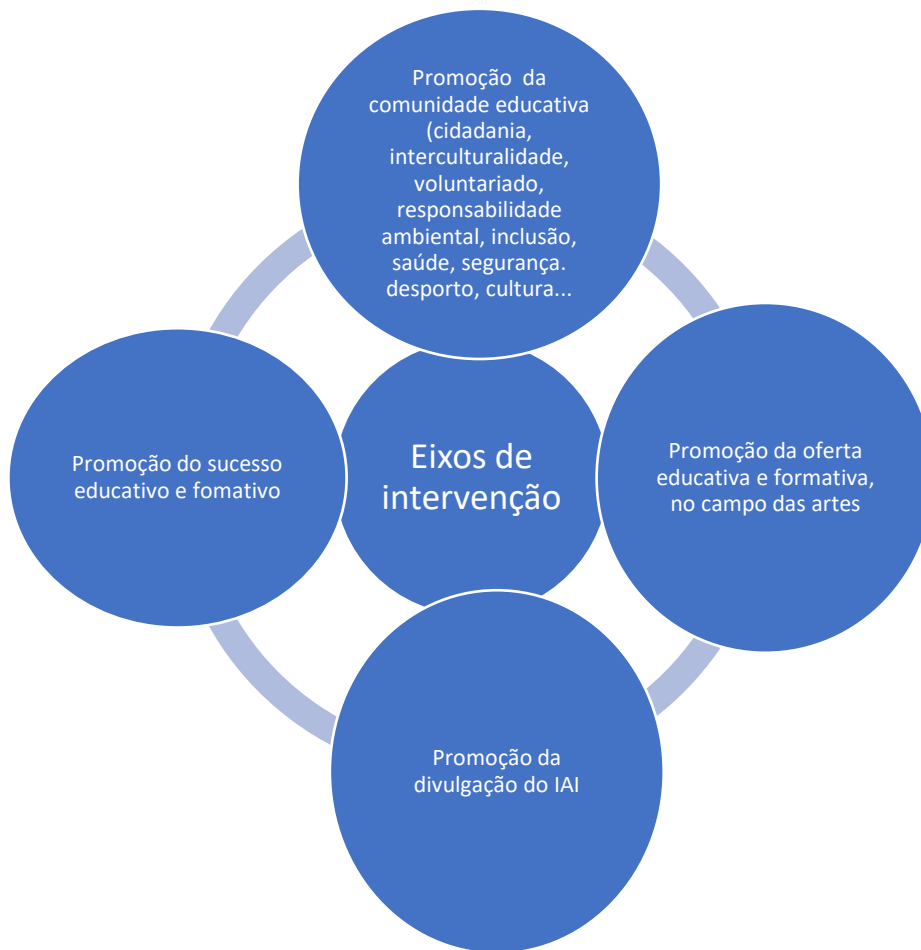 Promoção da
comunidade educativa
(cidadania,
interculturalidade,
voluntariado,
responsabilidade
ambiental, inclusão,
saúde, segurança.
desporto, cultura...
Promoção do sucesso
educativo e fomativo
Eixos de
intervenção
Promoção da oferta
educativa e formativa,
no campo das artes
Promoção da
divulgação do IAI